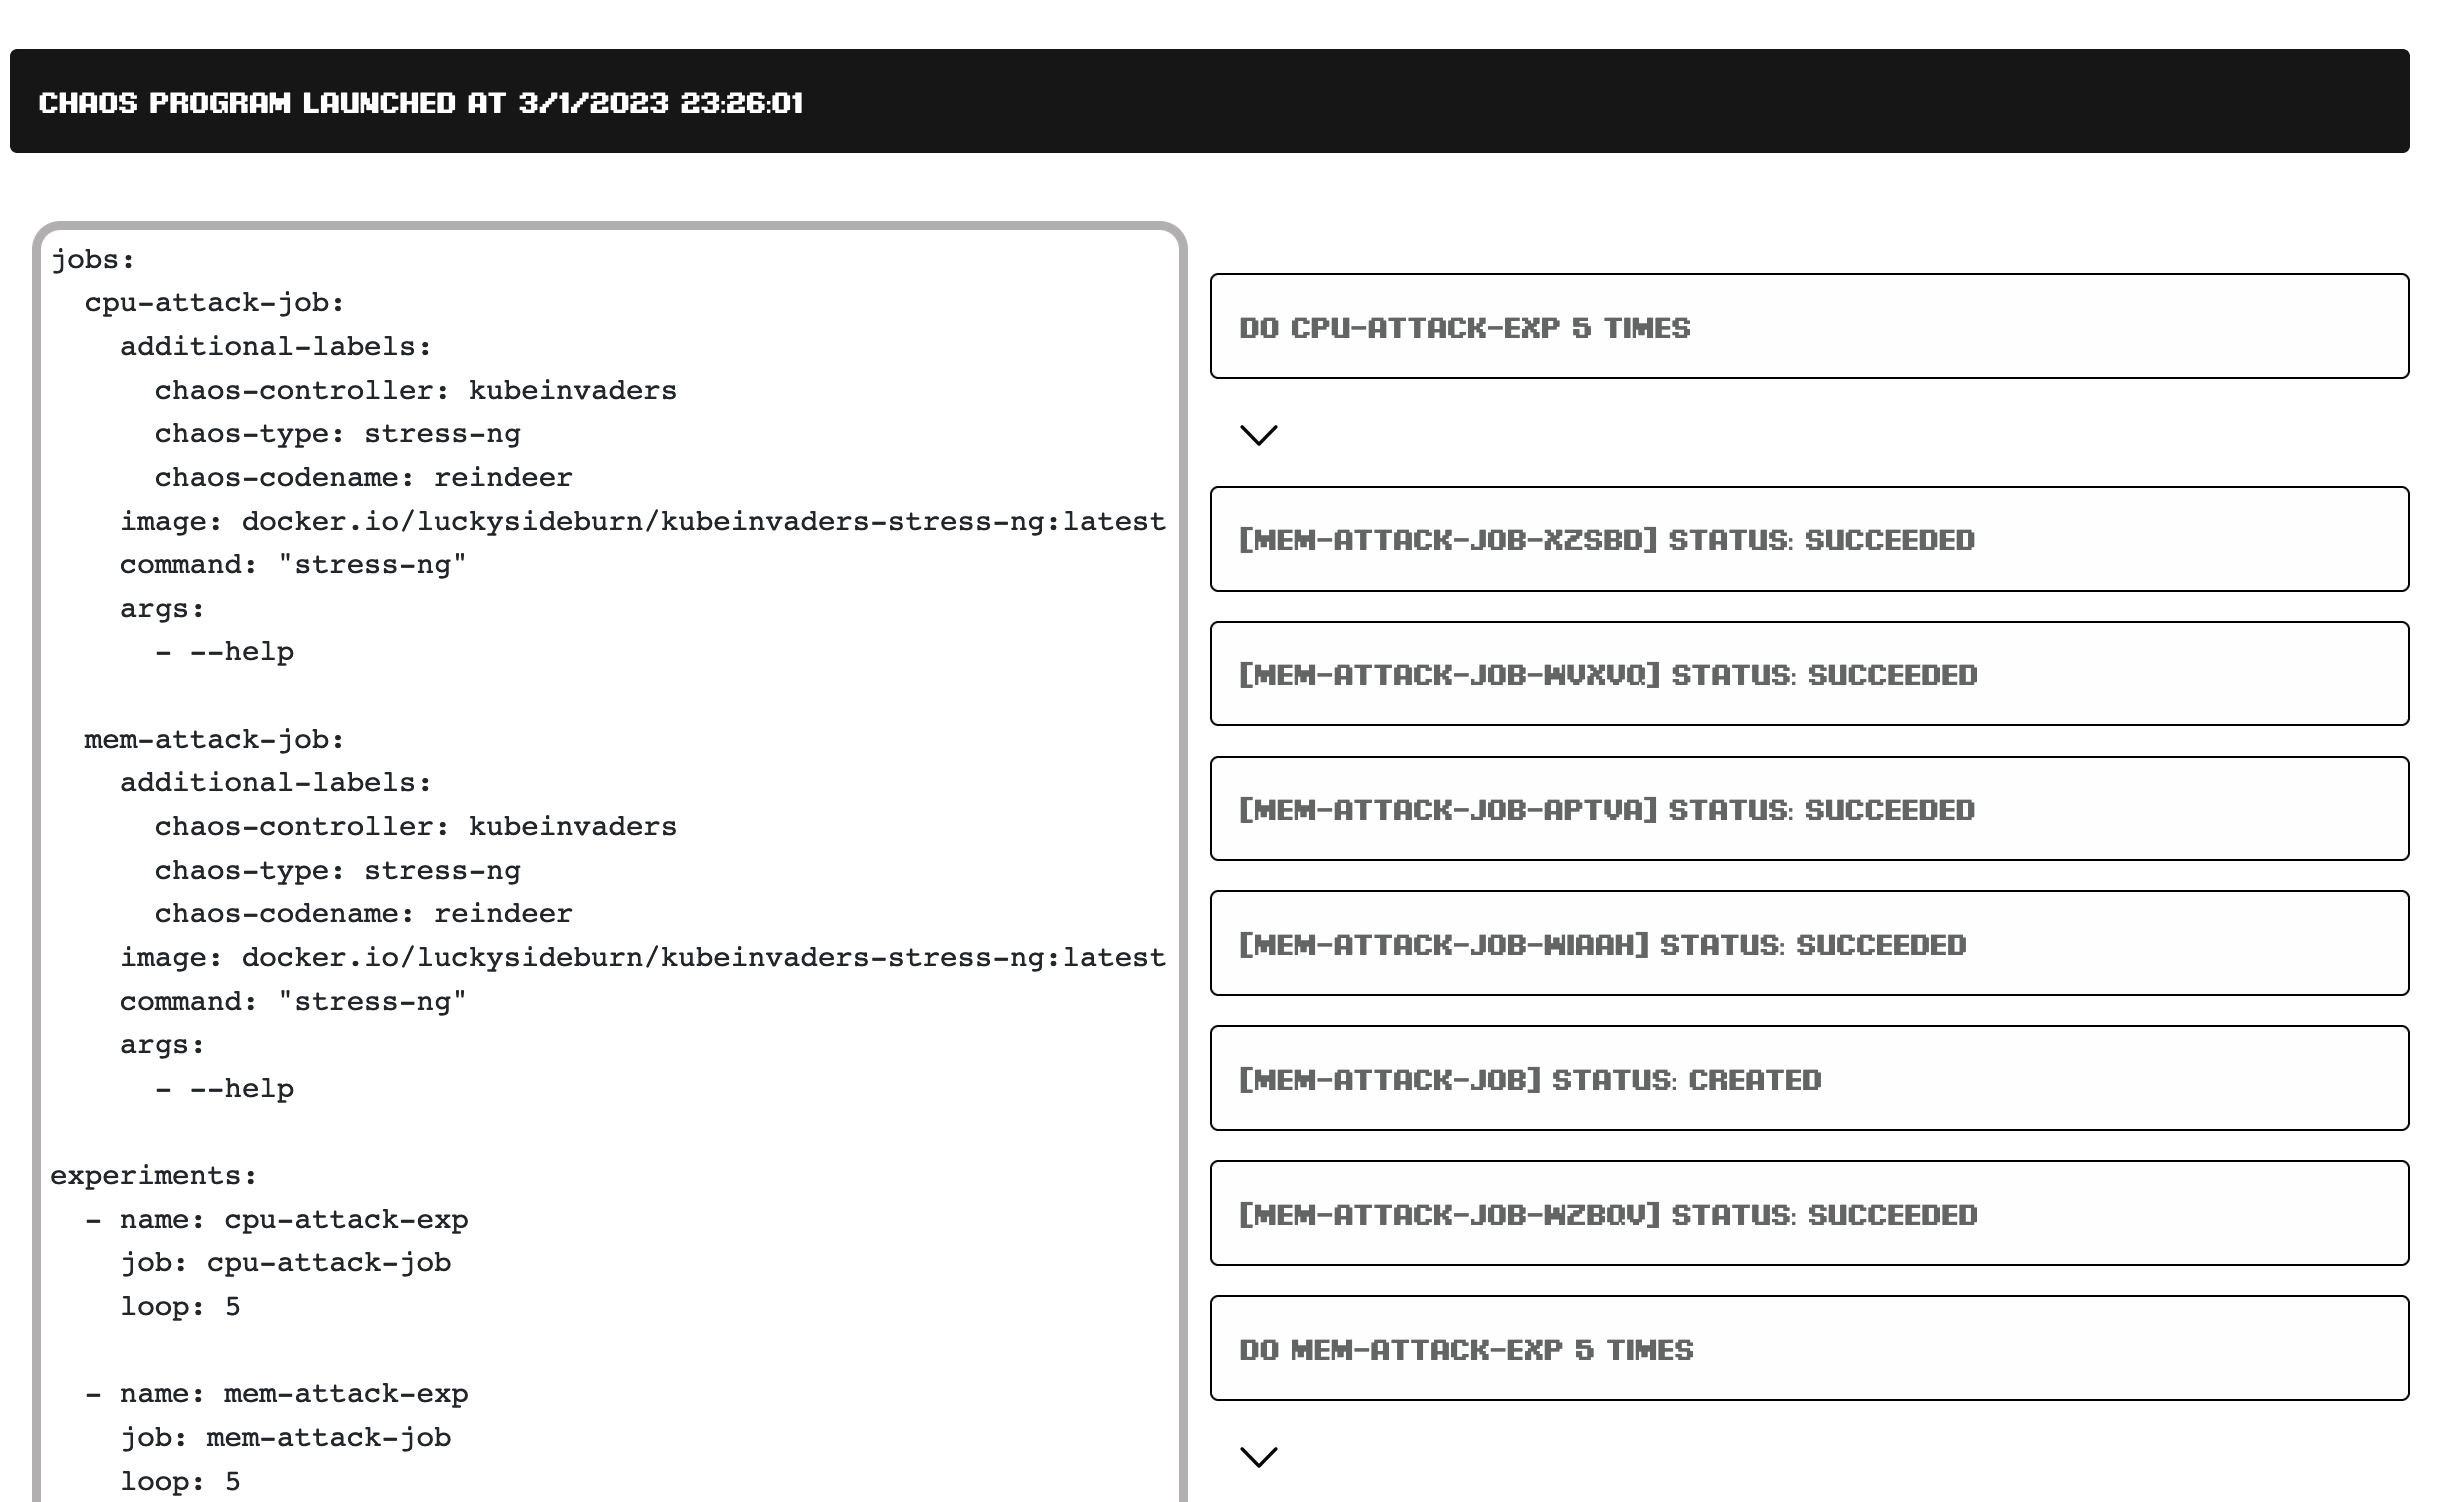 CHAOS PROGRAM LAUNCHED AT 3/1/2023 23:26:01
jobs:
  cpu-attack-job:
    additional-labels:
      chaos-controller: kubeinvaders
      chaos-type: stress-ng
      chaos-codename: reindeer
    image: docker.io/luckysideburn/kubeinvaders-stress-ng:latest
    command: "stress-ng"
    args:
      - --help
  mem-attack-job:
    additional-labels:
      chaos-controller: kubeinvaders
      chaos-type: stress-ng
      chaos-codename: reindeer
    image: docker.io/luckysideburn/kubeinvaders-stress-ng:latest
    command: "stress-ng"
    args:
      - --help
experiments:
  - name: cpu-attack-exp
    job: cpu-attack-job
    loop: 5
  - name: mem-attack-exp
    job: mem-attack-job
    loop: 5
DO CPU-ATTACK-EXP 5 TIMES
[MEM-ATTACK-JOB-XZSBD] STATUS: SUCCEEDED
[MEM-ATTACK-JOB-WVXVQ] STATUS: SUCCEEDED
[MEM-ATTACK-JOB-APTVA] STATUS: SUCCEEDED
[MEM-ATTACK-JOB-WIAAH] STATUS: SUCCEEDED
[MEM-ATTACK-JOB] STATUS: CREATED
[MEM-ATTACK-JOB-WZBQV] STATUS: SUCCEEDED
DO MEM-ATTACK-EXP 5 TIMES